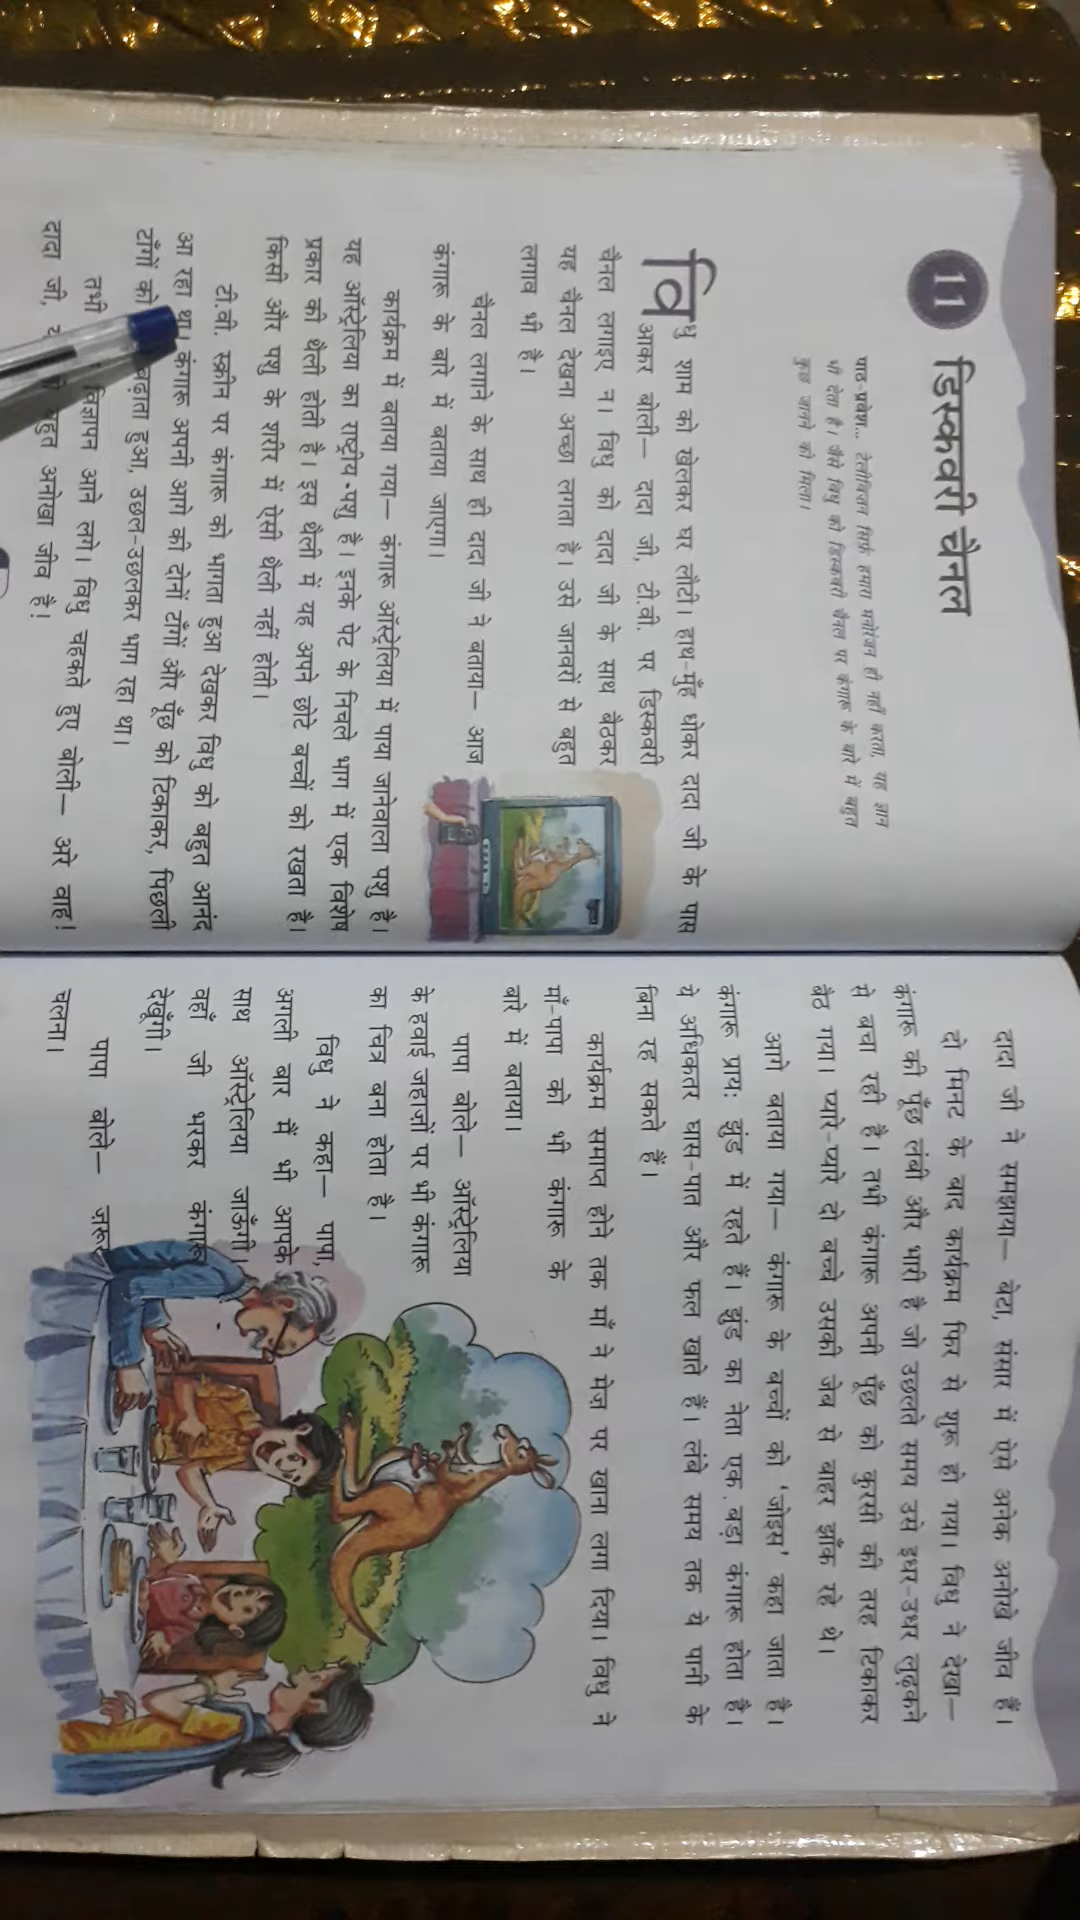 11 डिस्कवरी चैनल
पाठ-प्रवेश... टेलीविजन सिर्फ़ हमारा मनोरंजन ही नहीं करता, यह ज्ञान
भी देता है। जैसे विधु को डिस्कवरी चैनल पर कंगारू के बारे में बहुत
कुछ जानने को मिला।
विधु शाम को खेलकर घर लौटी। हाथ-मुँह धोकर दादा जी के पास
आकर बोली— दादा जी, टी.वी. पर डिस्कवरी
चैनल लगाइए न। विधु को दादा जी के साथ बैठकर
यह चैनल देखना अच्छा लगता है। उसे जानवरों से बहुत
लगाव भी है।
चैनल लगाने के साथ ही दादा जी ने बताया— आज
कंगारू के बारे में बताया जाएगा।
कार्यक्रम में बताया गया— कंगारू ऑस्ट्रेलिया में पाया जानेवाला पशु है।
यह ऑस्ट्रेलिया का राष्ट्रीय-पशु है। इनके पेट के निचले भाग में एक विशेष
प्रकार की थैली होती है। इस थैली में यह अपने छोटे बच्चों को रखता है।
किसी और पशु के शरीर में ऐसी थैली नहीं होती।
टी.वी. स्क्रीन पर कंगारू को भागता हुआ देखकर विधु को बहुत आनंद
आ रहा था। कंगारू अपनी आगे की दोनों टाँगों और पूँछ को टिकाकर, पिछली
टाँगों को बढ़ाता हुआ, उछल-उछलकर भाग रहा था।
तभी विज्ञापन आने लगे। विधु चहकते हुए बोली— अरे वाह!
दादा जी, बहुत अनोखा जीव है!
दादा जी ने समझाया— बेटा, संसार में ऐसे अनेक अनोखे जीव हैं।
दो मिनट के बाद कार्यक्रम फिर से शुरू हो गया। विधु ने देखा—
कंगारू की पूँछ लंबी और भारी है जो उछलते समय उसे इधर-उधर लुढ़कने
से बचा रही है। तभी कंगारू अपनी पूँछ को कुरसी की तरह टिकाकर
बैठ गया। प्यारे-प्यारे दो बच्चे उसकी जेब से बाहर झाँक रहे थे।
आगे बताया गया— कंगारू के बच्चों को 'जोइस' कहा जाता है।
कंगारू प्राय: झुंड में रहते हैं। झुंड का नेता एक बड़ा कंगारू होता है।
ये अधिकतर घास-पात और फल खाते हैं। लंबे समय तक ये पानी के
बिना रह सकते हैं।
कार्यक्रम समाप्त होने तक माँ ने मेज़ पर खाना लगा दिया। विधु ने
माँ-पापा को भी कंगारू के
बारे में बताया।
पापा बोले— ऑस्ट्रेलिया
के हवाई जहाजों पर भी कंगारू
का चित्र बना होता है।
विधु ने कहा— पापा,
अगली बार मैं भी आपके
साथ ऑस्ट्रेलिया जाऊँगी।
वहाँ जी भरकर कंगारू
देखूँगी।
पापा बोले— जरूर
चलना।